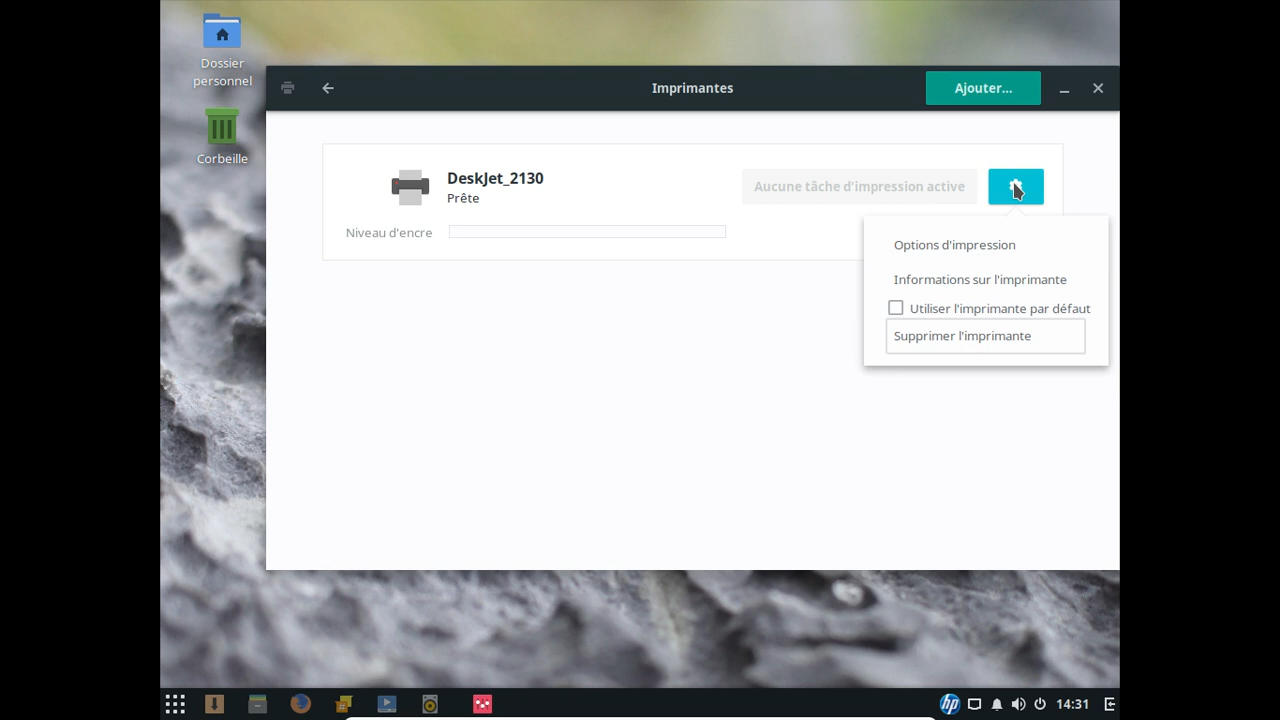 Dossier
personnel
Corbeille
Imprimantes
Ajouter...
DeskJet_2130
Prête
Aucune tâche d'impression active
Niveau d'encre
Options d'impression
Informations sur l'imprimante
Utiliser l'imprimante par défaut
Supprimer l'imprimante
hp
14:31